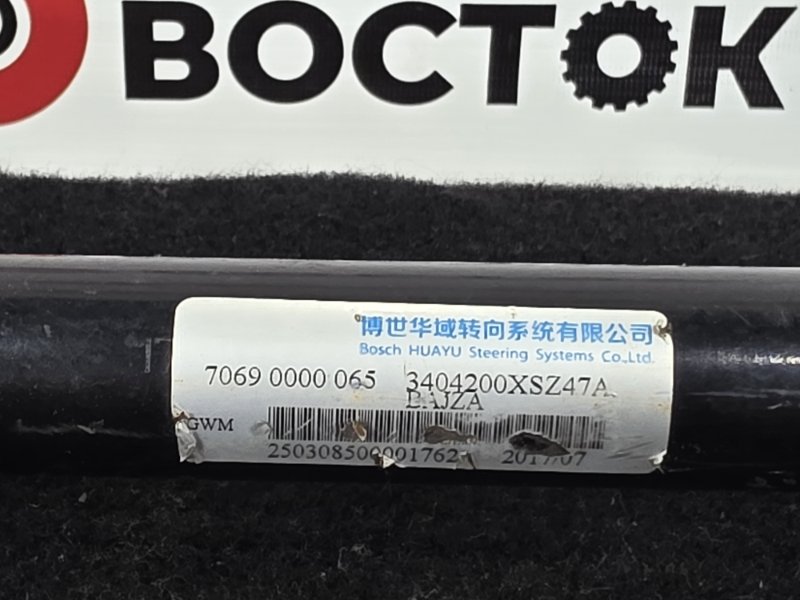 ВОСТОК
博世华域转向系统有限公司
Bosch HUAYU Steering Systems Co.,Ltd.
7069 0000 065 3404200XSZ47A
BAJZA
GWM
250308500001762 2017/07